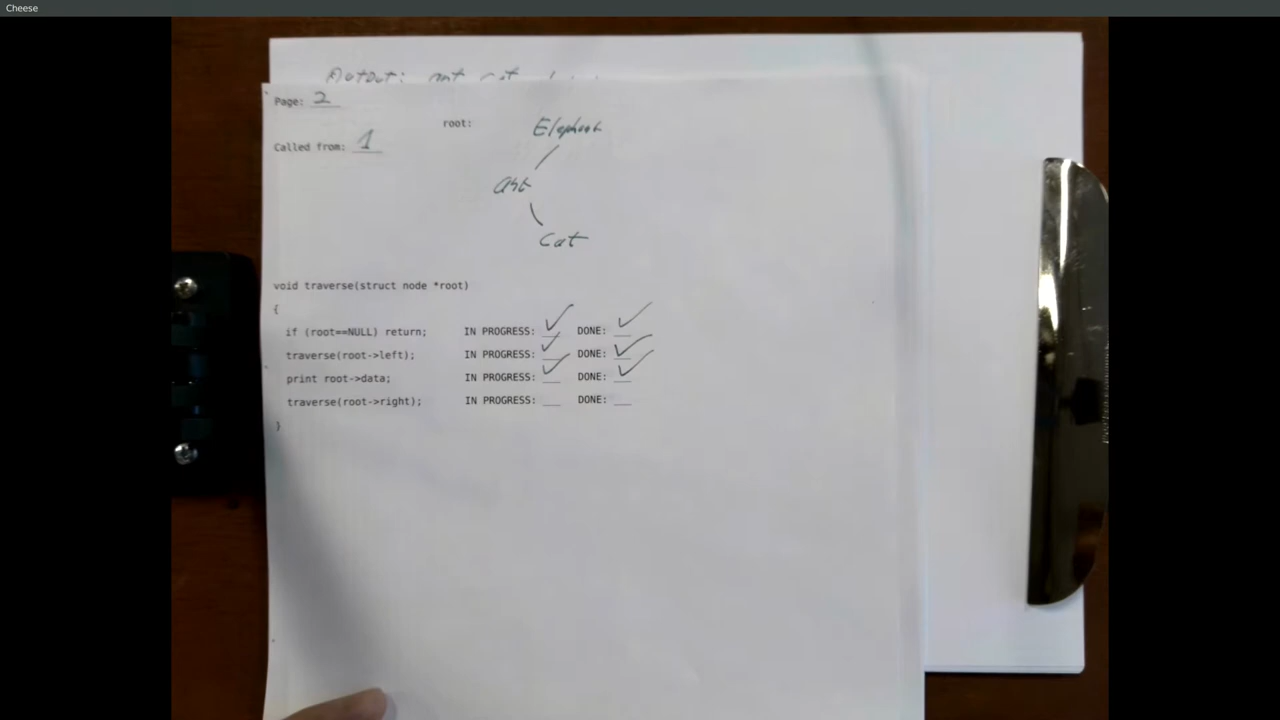 Cheese
Output: ant cat
Page: 2
root:
Called from: 1
Elephant
ant
Cat
void traverse(struct node *root)
{
if (root==NULL) return; IN PROGRESS: ✓ DONE: ✓
traverse(root->left); IN PROGRESS: ✓ DONE: ✓
print root->data; IN PROGRESS: ✓ DONE: ✓
traverse(root->right); IN PROGRESS: ___ DONE: ___
}